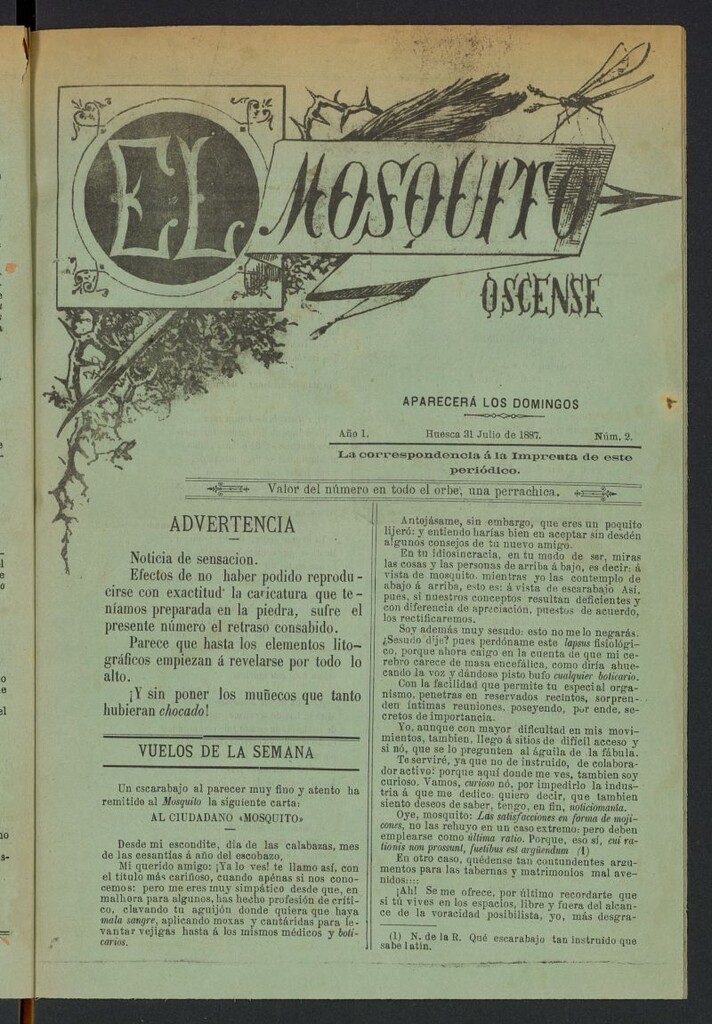 EL MOSQUITO
OSCENSE
APARECERÁ LOS DOMINGOS
Año I. Huesca 31 Julio de 1887. Núm. 2.
La correspondencia á la Imprenta de este
periódico.
Valor del número en todo el orbe, una perrachica.
ADVERTENCIA
Noticia de sensacion.
Efectos de no haber podido reprodu-
cirse con exactitud la caricatura que te-
níamos preparada en la piedra, sufre el
presente número el retraso consabido.
Parece que hasta los elementos lito-
gráficos empiezan á revelarse por todo lo
alto.
¡Y sin poner los muñecos que tanto
hubieran chocado!
VUELOS DE LA SEMANA
Un escarabajo al parecer muy fino y atento ha
remitido al Mosquito la siguiente carta:
AL CIUDADANO «MOSQUITO»
Desde mi escondite, dia de las calabazas, mes
de las cesantías á año del escobazo,
Mi querido amigo: ¡Ya lo ves! te llamo así, con
el título más cariñoso, cuando apénas si nos cono-
cemos: pero me eres muy simpático desde que, en
malhora para algunos, has hecho profesión de críti-
co, clavando tu aguijón donde quiera que haya
mala sangre, aplicando moxas y cantáridas para le-
vantar vejigas hasta á los mismos médicos y boti-
carios.
Antojásame, sin embargo, que eres un poquito
lijeró: y entiendo harías bien en aceptar sin desdén
algunos consejos de tu nuevo amigo.
En tu idiosincracia, en tu modo de ser, miras
las cosas y las personas de arriba á bajo, es decir: á
vista de mosquito, mientras yo las contemplo de
abajo á arriba, esto es: á vista de escarabajo Así,
pues, si nuestros conceptos resultan deficientes y
con diferencia de apreciación, puestos de acuerdo,
los rectificaremos.
Soy además muy sesudo: esto no me lo negarás.
¿Sesudo dije? pues perdóname este lapsus fisiológi-
co, porque ahora caigo en la cuenta de que mi ce-
rebro carece de masa encefálica, como diría ahue-
cando la voz y dándose pisto bufo cualquier boticario.
Con la facilidad que permite tu especial orga-
nismo, penetras en reservados recintos, sorpren-
den íntimas reuniones, poseyendo, por ende, se-
cretos de importancia.
Yo, aunque con mayor dificultad en mis movi-
mientos, tambien, llego á sitios de difícil acceso y
si nó, que se lo pregunten al águila de la fábula.
Te serviré, ya que no de instruido, de colabora-
dor activo: porque aquí donde me ves, tambien soy
curioso. Vamos, curioso nó, por impedirlo la indus-
tria á que me dedico: quiero decir, que tambien
siento deseos de saber, tengo, en fin, noticiomanía.
Oye, mosquito: Las satisfacciones en forma de moji-
cones, no las rehuyo en un caso extremo: pero deben
emplearse como última ratio. Porque, eso sí, cui ra-
tionis non prossunt, fuetibus est argüendum (1)
En otro caso, quédense tan contundentes argu-
mentos para las tabernas y matrimonios mal ave-
nidos::::
¡Ah! Se me ofrece, por último recordarte que
si tú vives en los espacios, libre y fuera del alcan-
ce de la voracidad posibilista, yo, más desgra-
(1) N. de la R. Qué escarabajo tan instruido que
sabe latin.